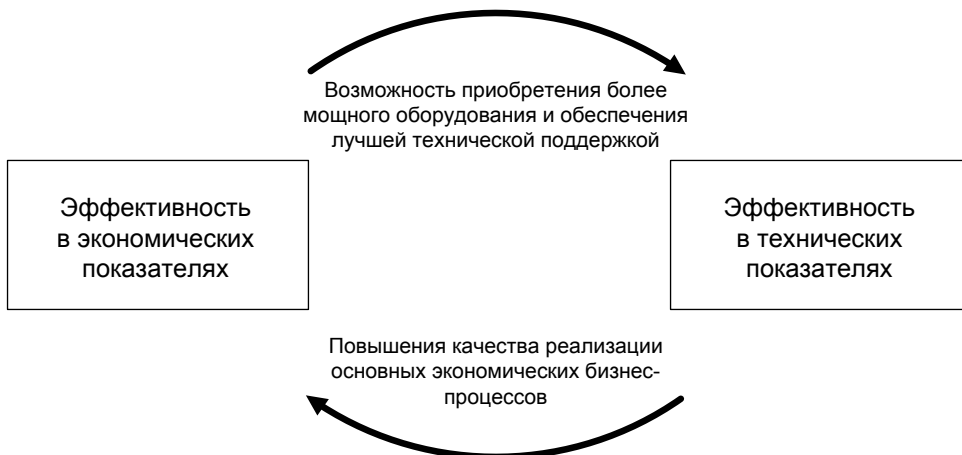 Возможность приобретения более
мощного оборудования и обеспечения
лучшей технической поддержкой
Эффективность
в экономических
показателях
Эффективность
в технических
показателях
Повышения качества реализации
основных экономических бизнес-
процессов